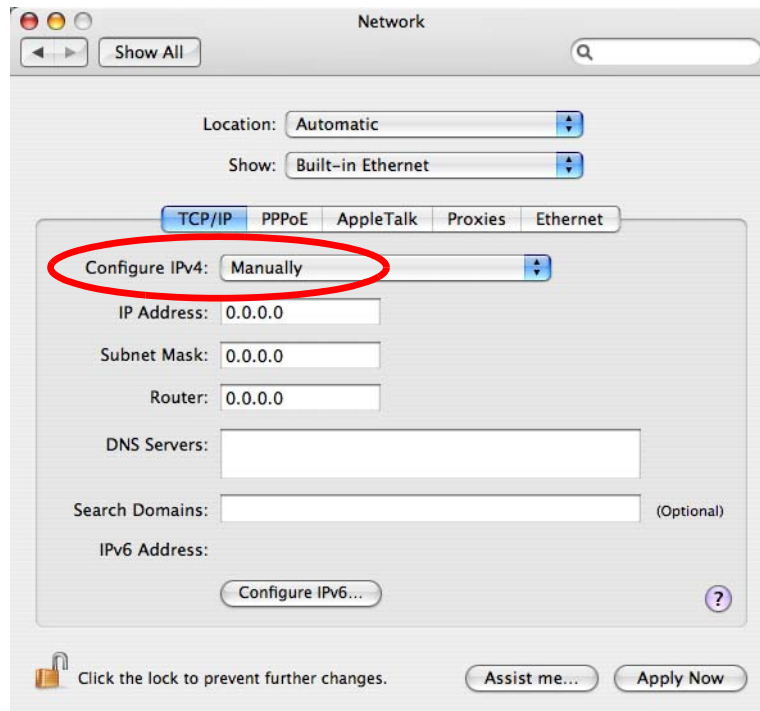 Network
Show All
Location: Automatic
Show: Built-in Ethernet
TCP/IP PPPoE AppleTalk Proxies Ethernet
Configure IPv4: Manually
IP Address: 0.0.0.0
Subnet Mask: 0.0.0.0
Router: 0.0.0.0
DNS Servers:
Search Domains: (Optional)
IPv6 Address:
Configure IPv6...
?
Click the lock to prevent further changes. Assist me... Apply Now